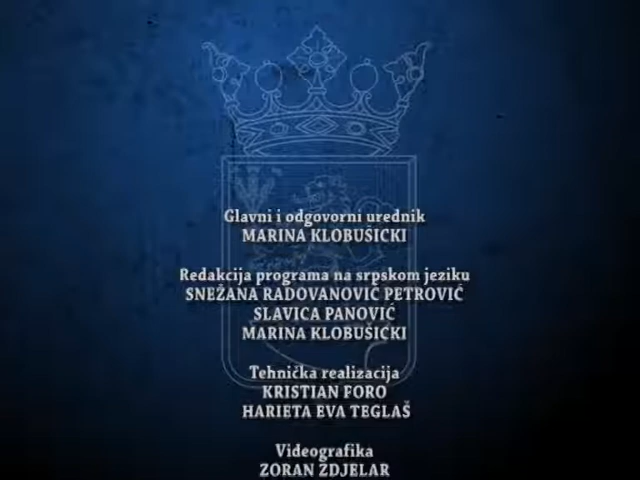 Glavni i odgovorni urednik
MARINA KLOBUŠICKI
Redakcija programa na srpskom jeziku
SNEŽANA RADOVANOVIĆ PETROVIĆ
SLAVICA PANOVIĆ
MARINA KLOBUŠICKI
Tehnička realizacija
KRISTIAN FORO
HARIETA EVA TEGLAŠ
Videografika
ZORAN ŽDJELAR